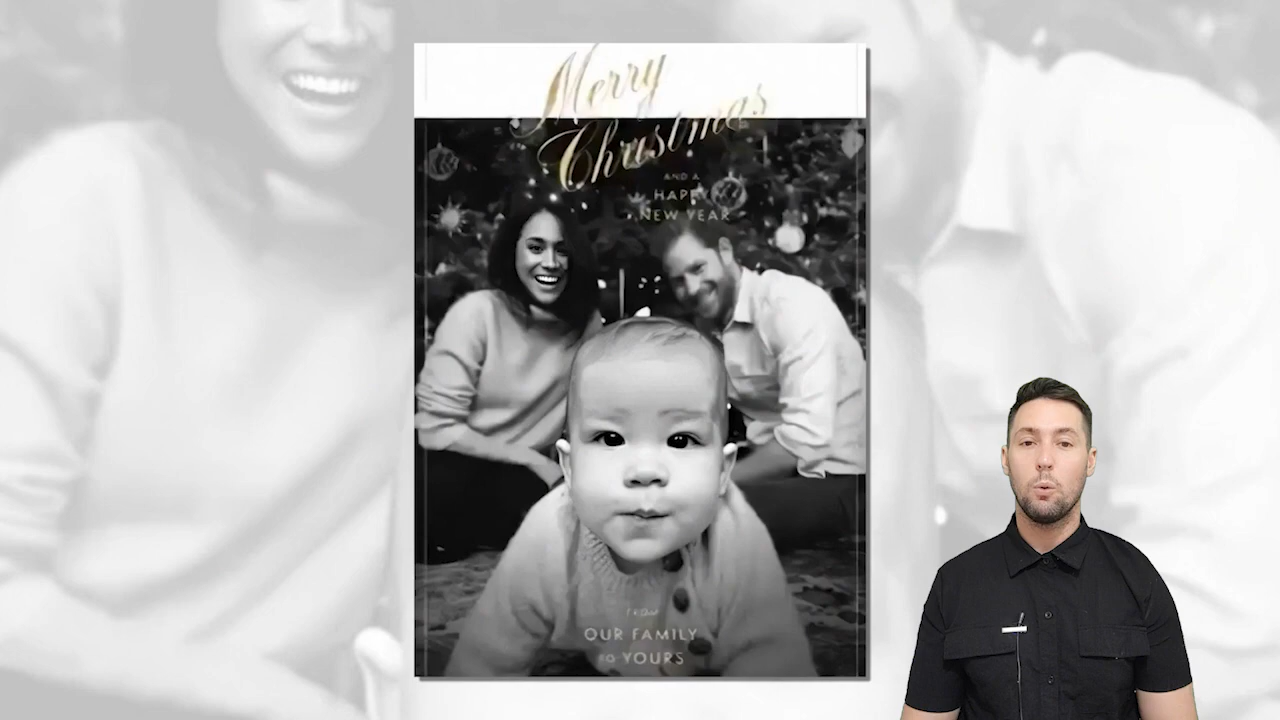 Merry
Christmas
AND A
HAPPY
NEW YEAR
FROM
OUR FAMILY
TO YOURS